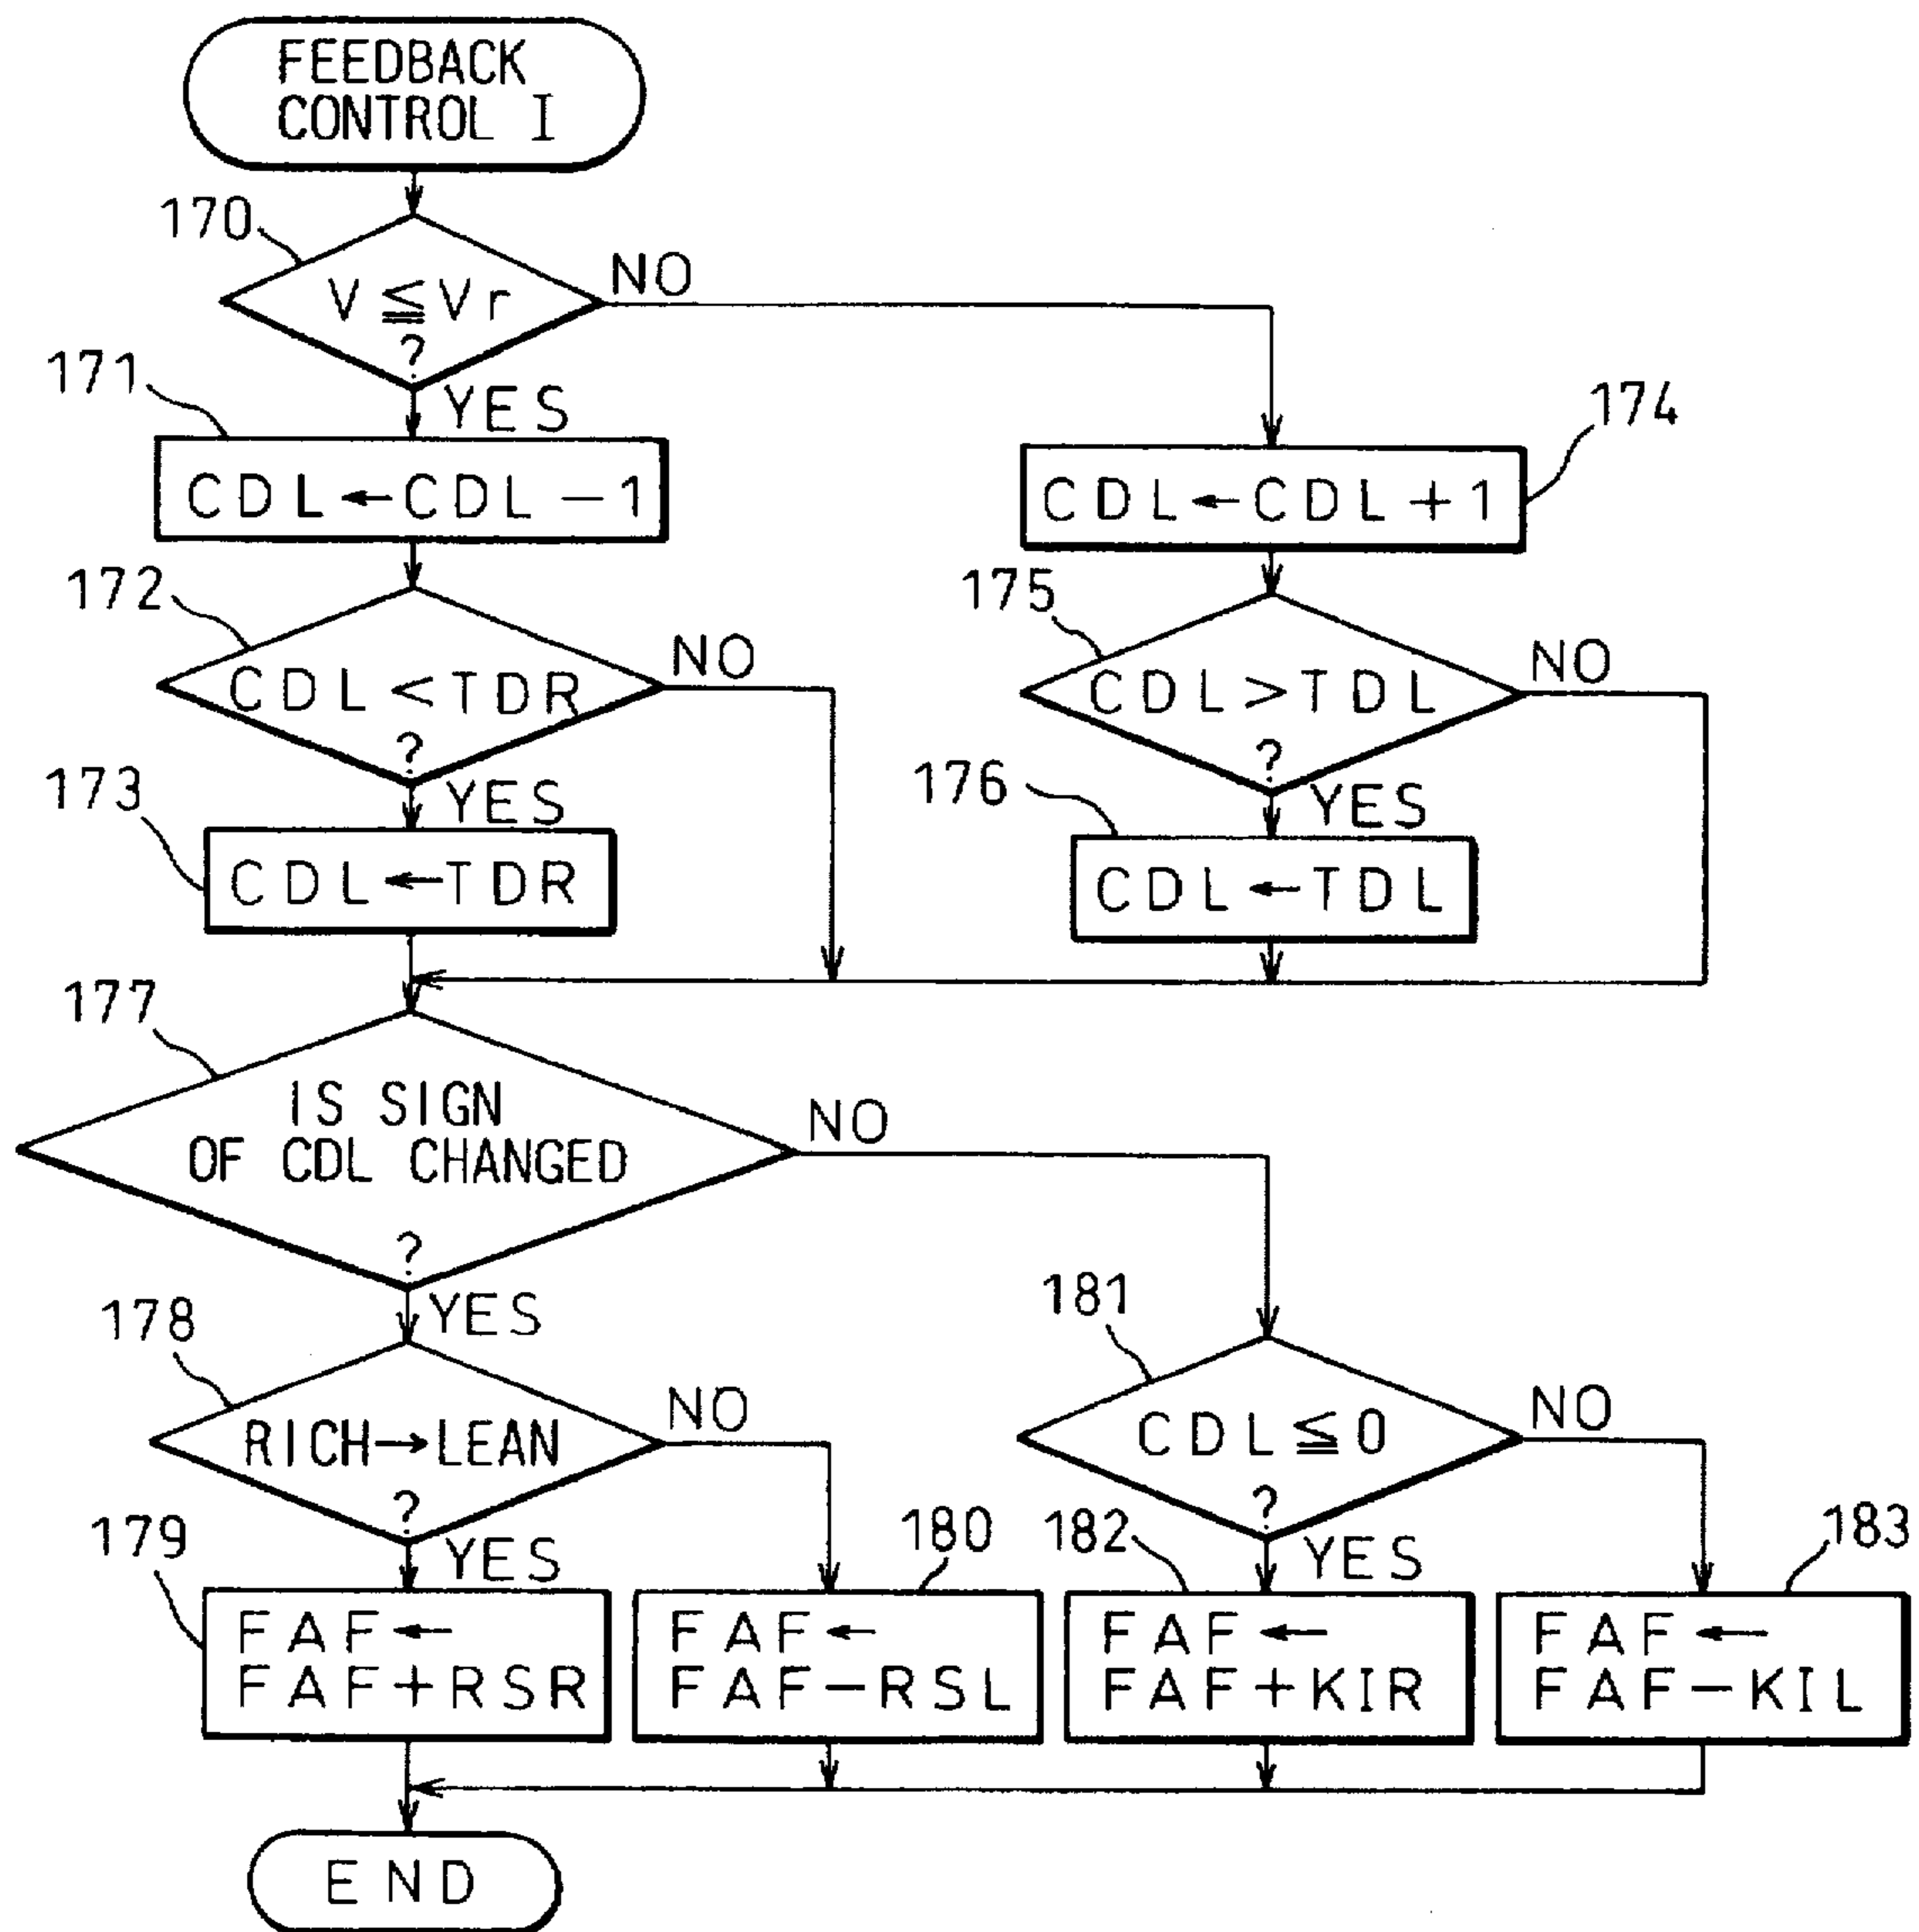 FEEDBACK
CONTROL I
170
V ≦ Vr
?
NO
YES
171
CDL ← CDL − 1
174
CDL ← CDL + 1
172
CDL < TDR
?
NO
YES
175
CDL > TDL
?
NO
YES
173
CDL ← TDR
176
CDL ← TDL
177
IS SIGN
OF CDL CHANGED
?
NO
YES
178
RICH → LEAN
?
NO
YES
181
CDL ≦ 0
?
NO
YES
179
FAF ←
FAF + RSR
180
FAF ←
FAF − RSL
182
FAF ←
FAF + KIR
183
FAF ←
FAF − KIL
END